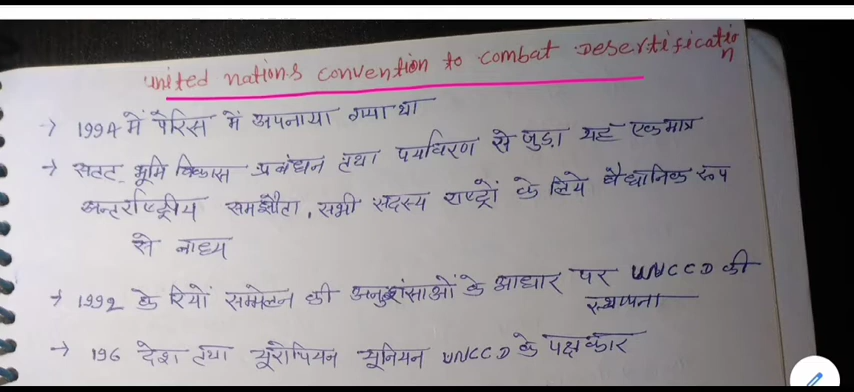 United Nations Convention to Combat Desertification
→ 1994 में पेरिस में अपनाया गया था
→ सतत भूमि विकास प्रबंधन तथा पर्यावरण से जुड़ा यह एकमात्र
अन्तर्राष्ट्रीय समझौता, सभी सदस्य राष्ट्रों के लिये वैधानिक रूप
से बाध्य
→ 1992 के रियो सम्मेलन की अनुशंसाओं के आधार पर UNCCD की
स्थापना
→ 196 देश तथा यूरोपियन यूनियन UNCCD के पक्षकार